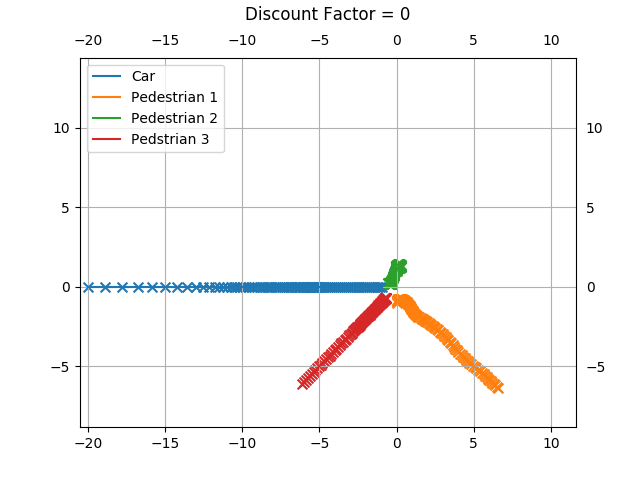 Discount Factor = 0
−20 −15 −10 −5 0 5 10
Car
Pedestrian 1
Pedestrian 2
Pedstrian 3
10 10
5 5
0 0
−5 −5
−20 −15 −10 −5 0 5 10